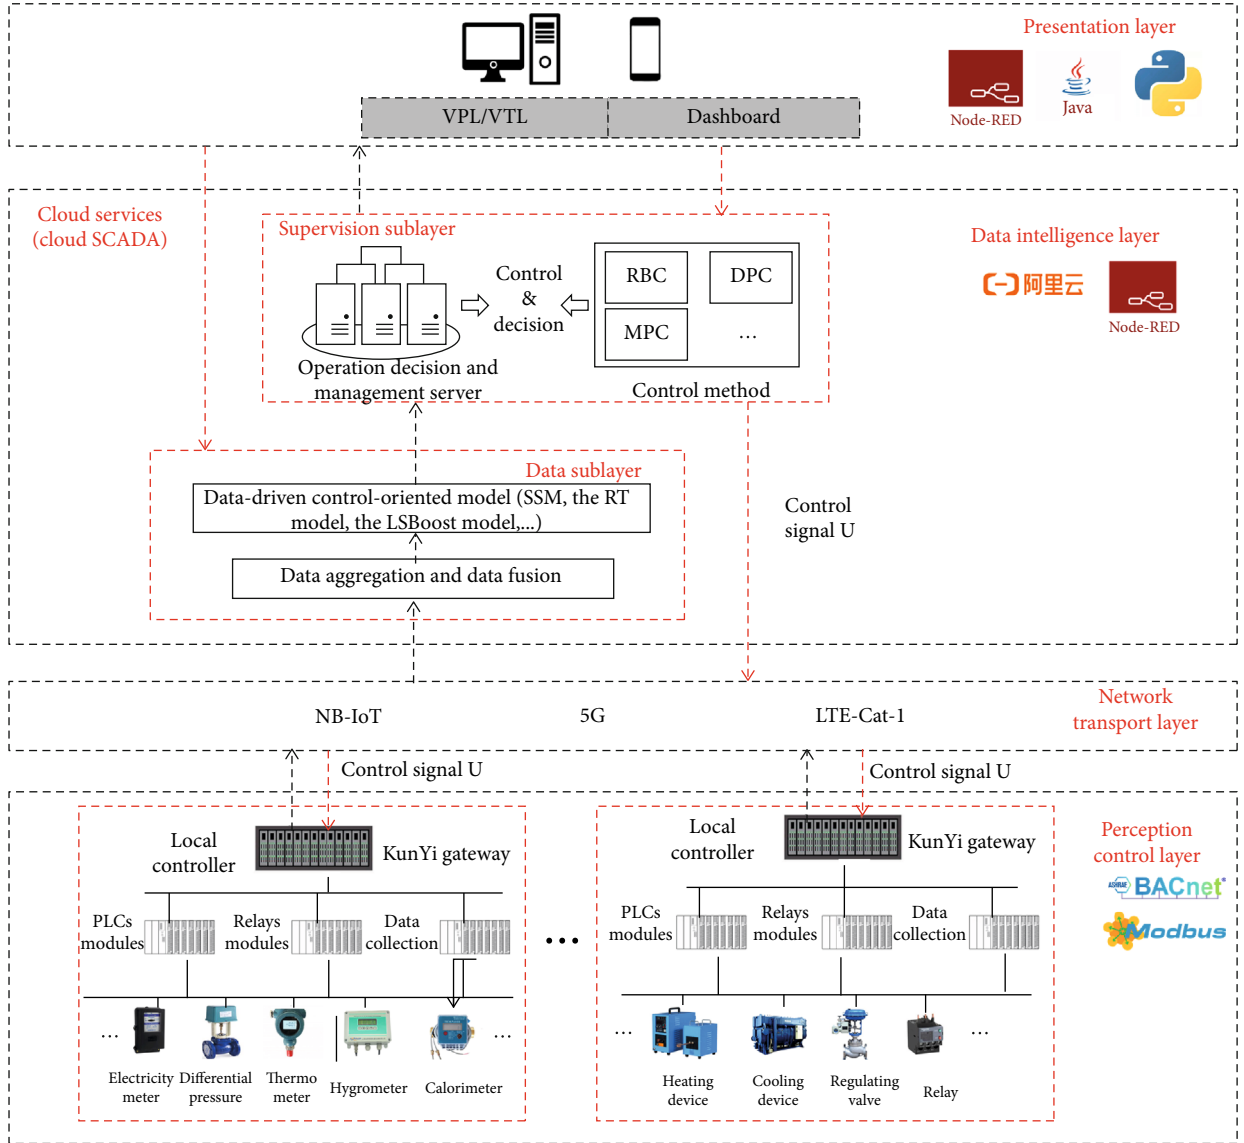 Presentation layer
Node-RED
Java
VPL/VTL
Dashboard
Cloud services
(cloud SCADA)
Supervision sublayer
Data intelligence layer
阿里云
Node-RED
RBC
DPC
MPC
...
Control
&
decision
Operation decision and
management server
Control method
Data sublayer
Data-driven control-oriented model (SSM, the RT
model, the LSBoost model,...)
Data aggregation and data fusion
Control
signal U
Network
transport layer
NB-IoT
5G
LTE-Cat-1
Control signal U
Control signal U
Perception
control layer
ASHRAE BACnet®
Modbus
Local
controller
KunYi gateway
PLCs
modules
Relays
modules
Data
collection
...
Electricity
meter
Differential
pressure
Thermo
meter
Hygrometer
Calorimeter
...
...
Local
controller
KunYi gateway
PLCs
modules
Relays
modules
Data
collection
...
Heating
device
Cooling
device
Regulating
valve
Relay
...